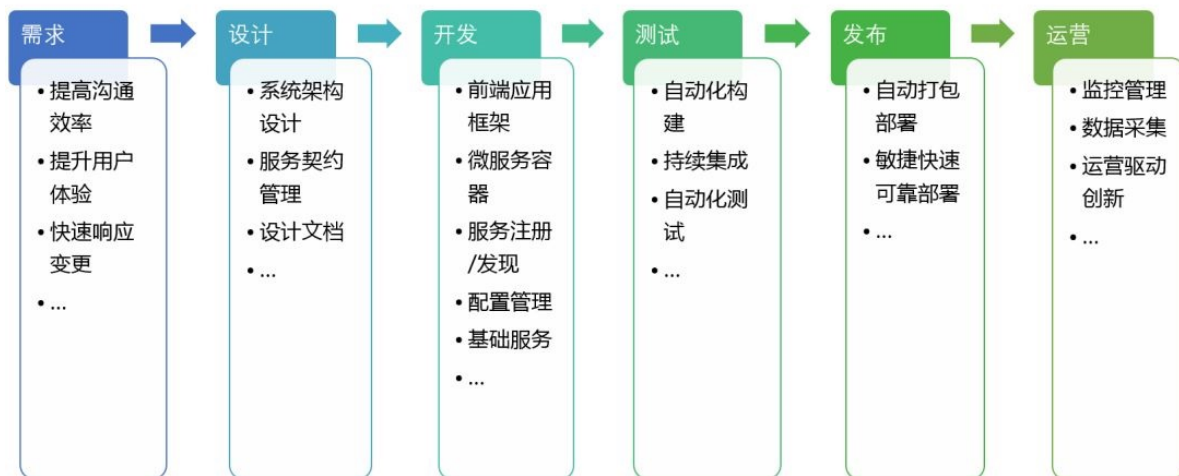 需求
• 提高沟通
效率
• 提升用户
体验
• 快速响应
变更
• ...
设计
• 系统架构
设计
• 服务契约
管理
• 设计文档
• ...
开发
• 前端应用
框架
• 微服务容
器
• 服务注册
/发现
• 配置管理
• 基础服务
• ...
测试
• 自动化构
建
• 持续集成
• 自动化测
试
• ...
发布
• 自动打包
部署
• 敏捷快速
可靠部署
• ...
运营
• 监控管理
• 数据采集
• 运营驱动
创新
• ...